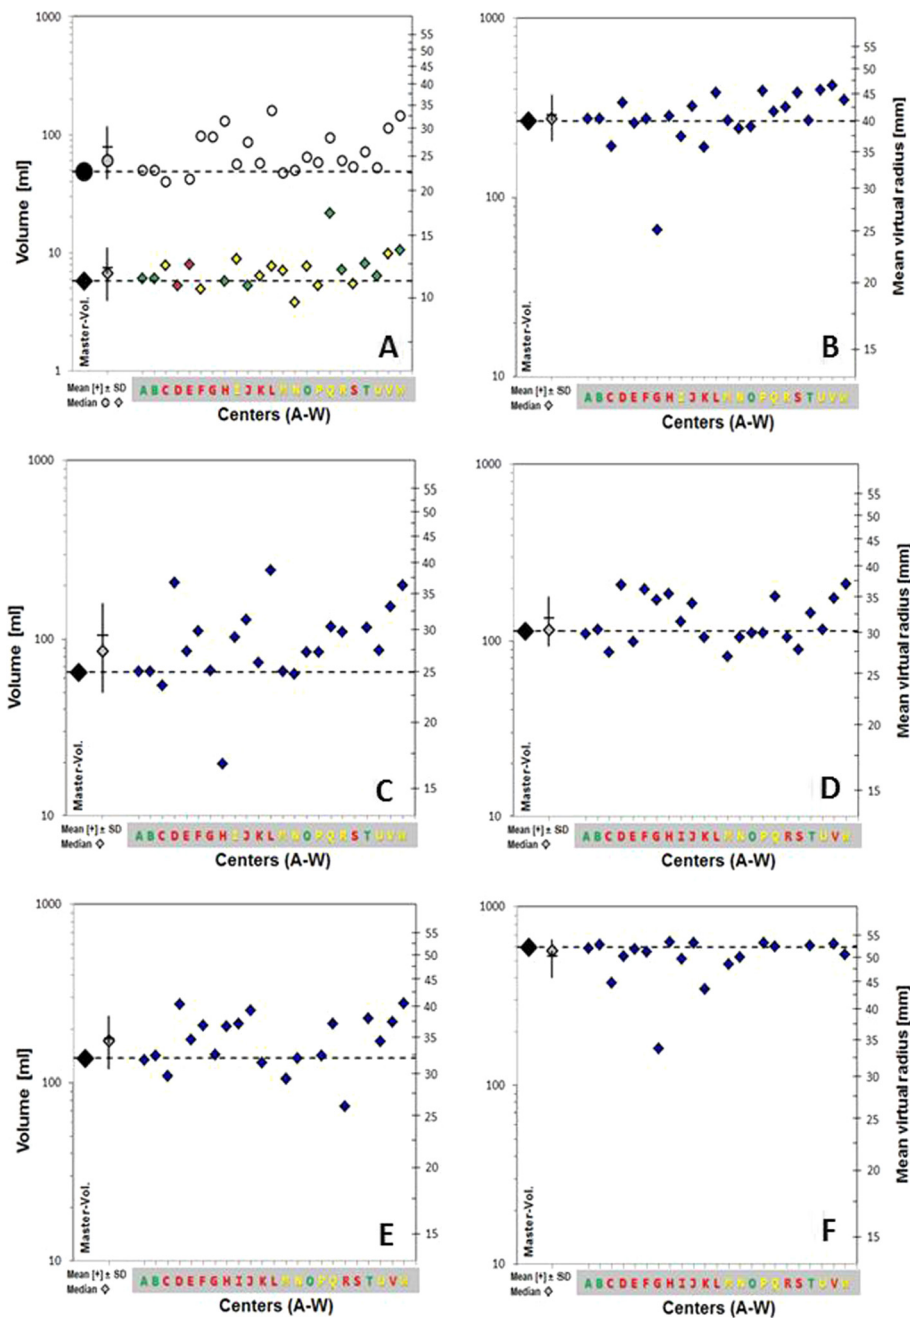 1000
100
10
1
Volume [ml]
55
50
45
40
35
30
25
20
15
10
Master-Vol.
A
Mean [+] ± SD
Median
A B C D E F G H I J K L M N O P Q R S T U V W
Centers (A-W)
1000
100
10
55
50
45
40
35
30
25
20
15
Mean virtual radius [mm]
Master-Vol.
B
Mean [+] ± SD
Median
A B C D E F G H I J K L M N O P Q R S T U V W
Centers (A-W)
1000
100
10
Volume [ml]
55
50
45
40
35
30
25
20
15
Master-Vol.
C
Mean [+] ± SD
Median
A B C D E F G H I J K L M N O P Q R S T U V W
Centers (A-W)
1000
100
10
55
50
45
40
35
30
25
20
15
Mean virtual radius [mm]
Master-Vol.
D
Mean [+] ± SD
Median
A B C D E F G H I J K L M N O P Q R S T U V W
Centers (A-W)
1000
100
10
Volume [ml]
55
50
45
40
35
30
25
20
15
Master-Vol.
E
Mean [+] ± SD
Median
A B C D E F G H I J K L M N O P Q R S T U V W
Centers (A-W)
1000
100
10
55
50
45
40
35
30
25
20
15
Mean virtual radius [mm]
Master-Vol.
F
Mean [+] ± SD
Median
A B C D E F G H I J K L M N O P Q R S T U V W
Centers (A-W)